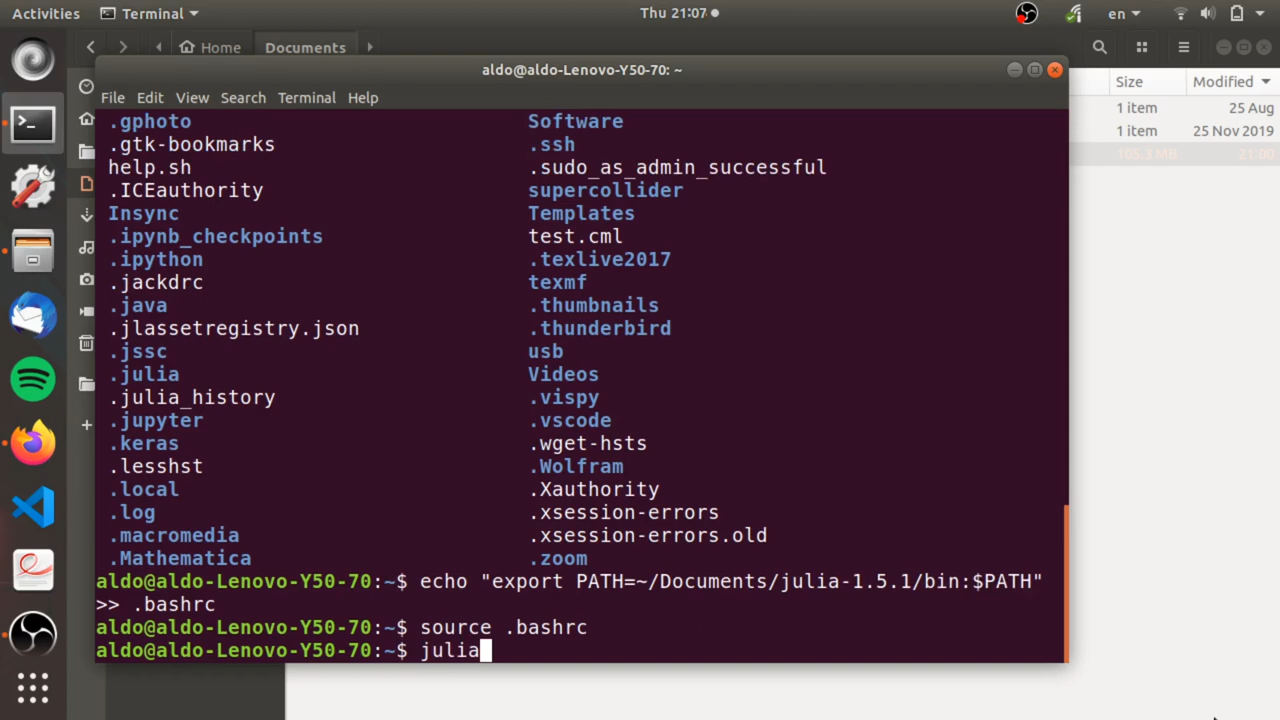 Activities Terminal Thu 21:07 en
Home Documents
aldo@aldo-Lenovo-Y50-70: ~
Size Modified
File Edit View Search Terminal Help
1 item 25 Aug
1 item 25 Nov 2019
105.3 MB 21:00
.gphoto Software
.gtk-bookmarks .ssh
help.sh .sudo_as_admin_successful
.ICEauthority supercollider
Insync Templates
.ipynb_checkpoints test.cml
.ipython .texlive2017
.jackdrc texmf
.java .thumbnails
.jlassetregistry.json .thunderbird
.jssc usb
.julia Videos
.julia_history .vispy
.jupyter .vscode
.keras .wget-hsts
.lesshst .Wolfram
.local .Xauthority
.log .xsession-errors
.macromedia .xsession-errors.old
.Mathematica .zoom
aldo@aldo-Lenovo-Y50-70:~$ echo "export PATH=~/Documents/julia-1.5.1/bin:$PATH"
>> .bashrc
aldo@aldo-Lenovo-Y50-70:~$ source .bashrc
aldo@aldo-Lenovo-Y50-70:~$ julia